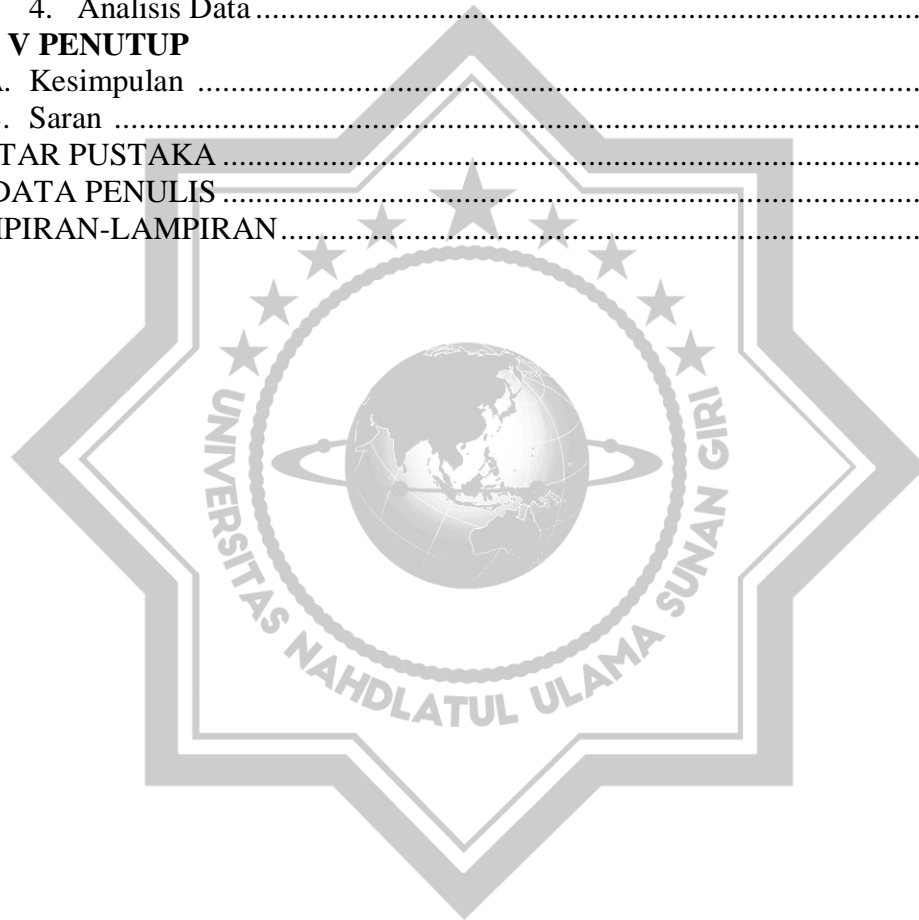 4. Analisis Data ........................................................................................
V PENUTUP
. Kesimpulan ...........................................................................................
. Saran .....................................................................................................
TAR PUSTAKA .......................................................................................
DATA PENULIS .......................................................................................
PIRAN-LAMPIRAN ................................................................................
UNIVERSITAS NAHDLATUL ULAMA SUNAN GIRI